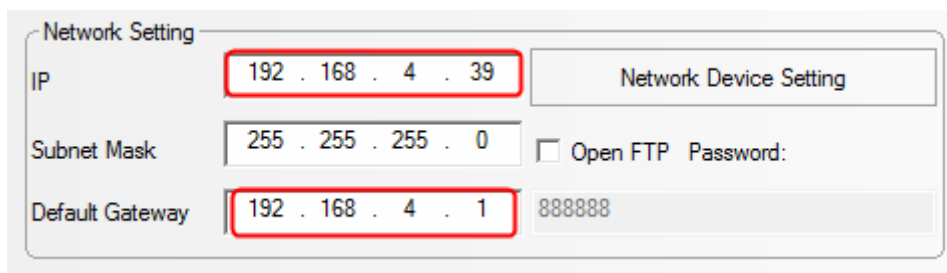 Network Setting
IP 192 . 168 . 4 . 39 Network Device Setting
Subnet Mask 255 . 255 . 255 . 0 Open FTP Password:
Default Gateway 192 . 168 . 4 . 1 888888